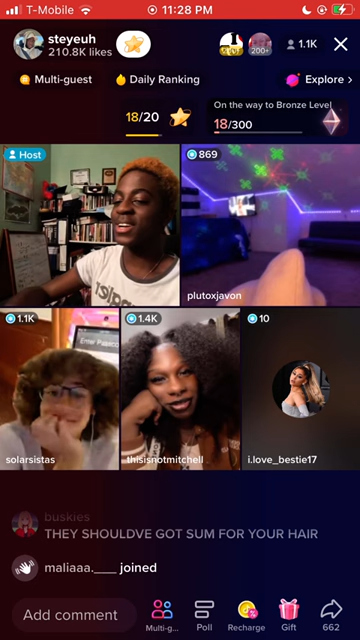 T-Mobile
11:28 PM
steyeuh
210.8K likes
200+
1.1K
Multi-guest
Daily Ranking
Explore >
18/20
On the way to Bronze Level
18/300
Host
869
plutoxjavon
1.1K
1.4K
10
solarsistas
thisisnotmitchell
i.love_bestie17
buskies
THEY SHOULDVE GOT SUM FOR YOUR HAIR
maliaaa.___ joined
Add comment
Multi-g...
Poll
Recharge
Gift
662